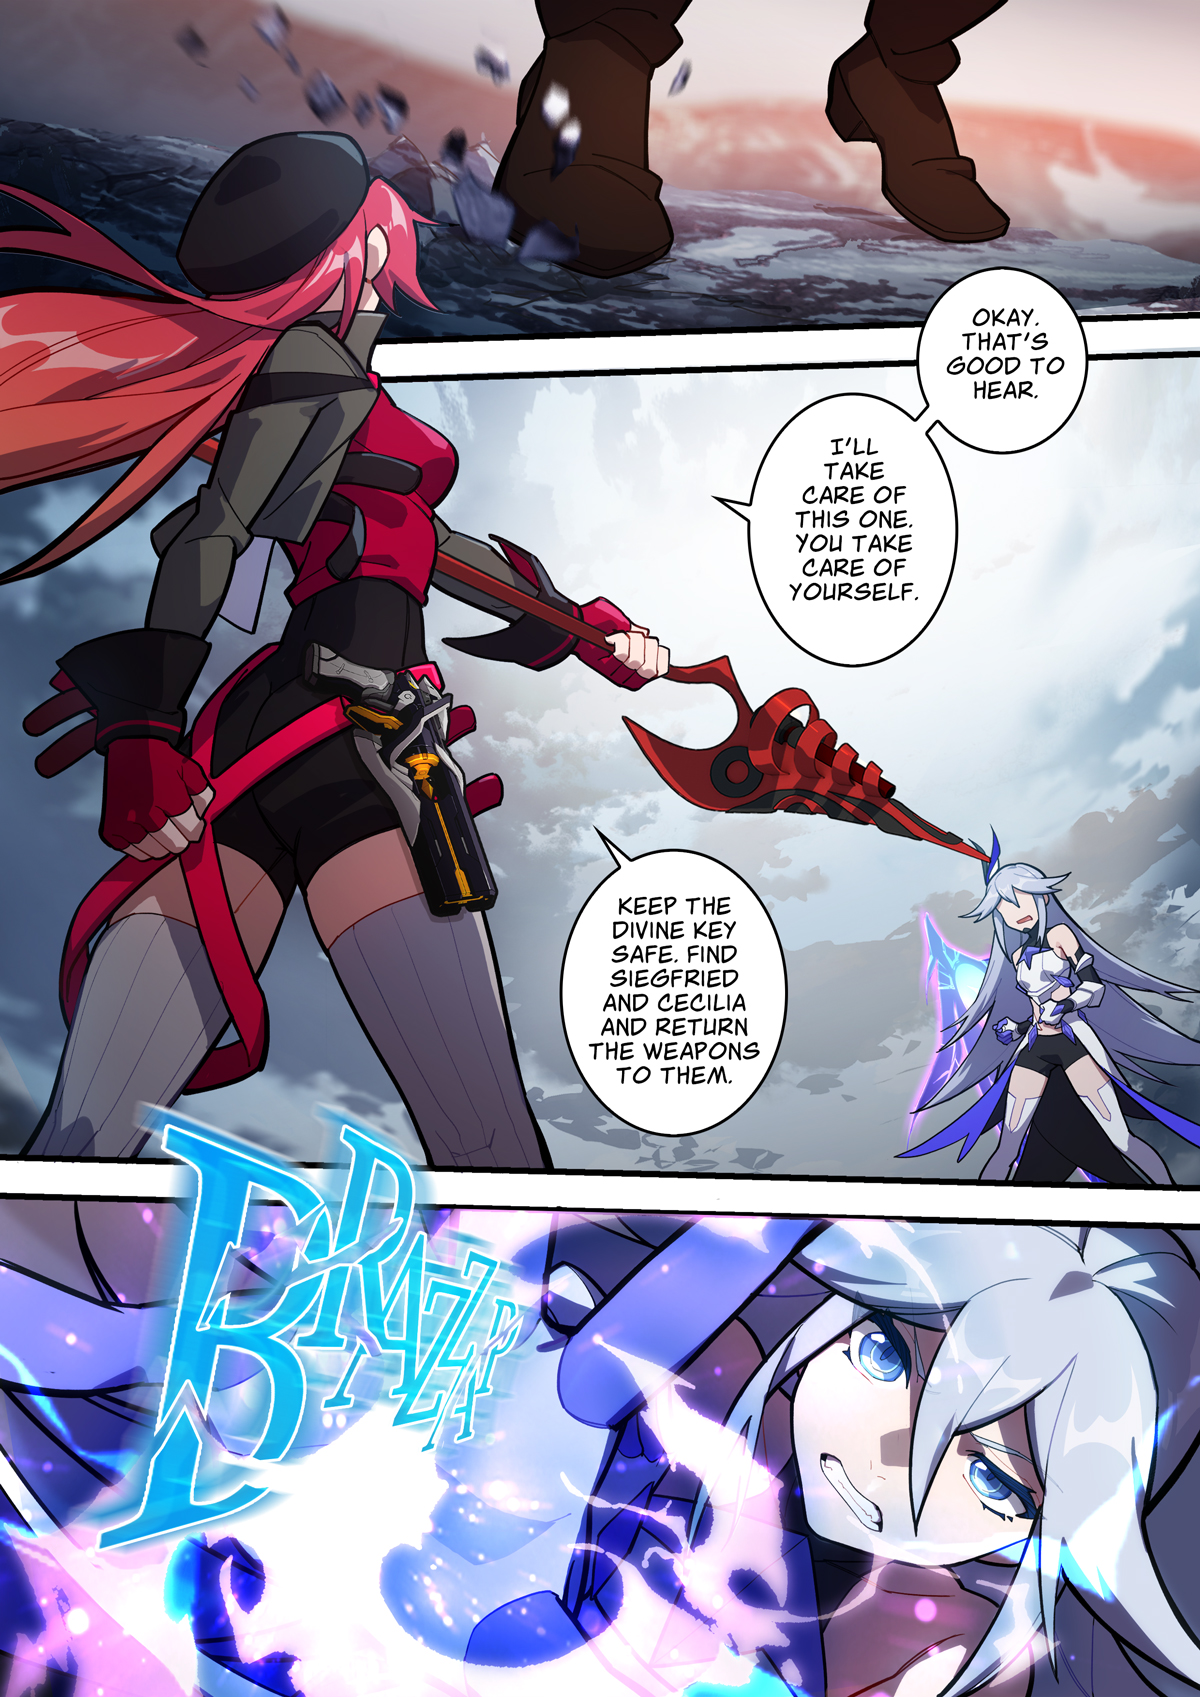 OKAY.
THAT'S
GOOD TO
HEAR.
I'LL
TAKE
CARE OF
THIS ONE.
YOU TAKE
CARE OF
YOURSELF.
KEEP THE
DIVINE KEY
SAFE. FIND
SIEGFRIED
AND CECILIA
AND RETURN
THE WEAPONS
TO THEM.